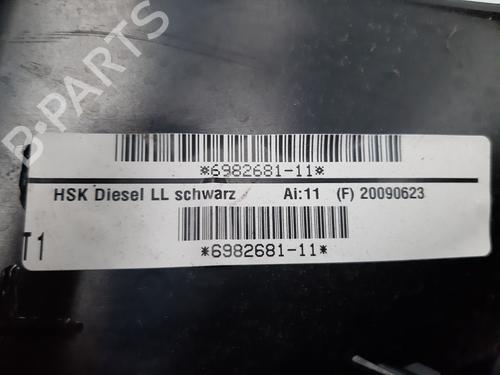 B-PARTS
*6982681-11*
HSK Diesel LL schwarz Ai:11 (F) 20090623
T1
*6982681-11*